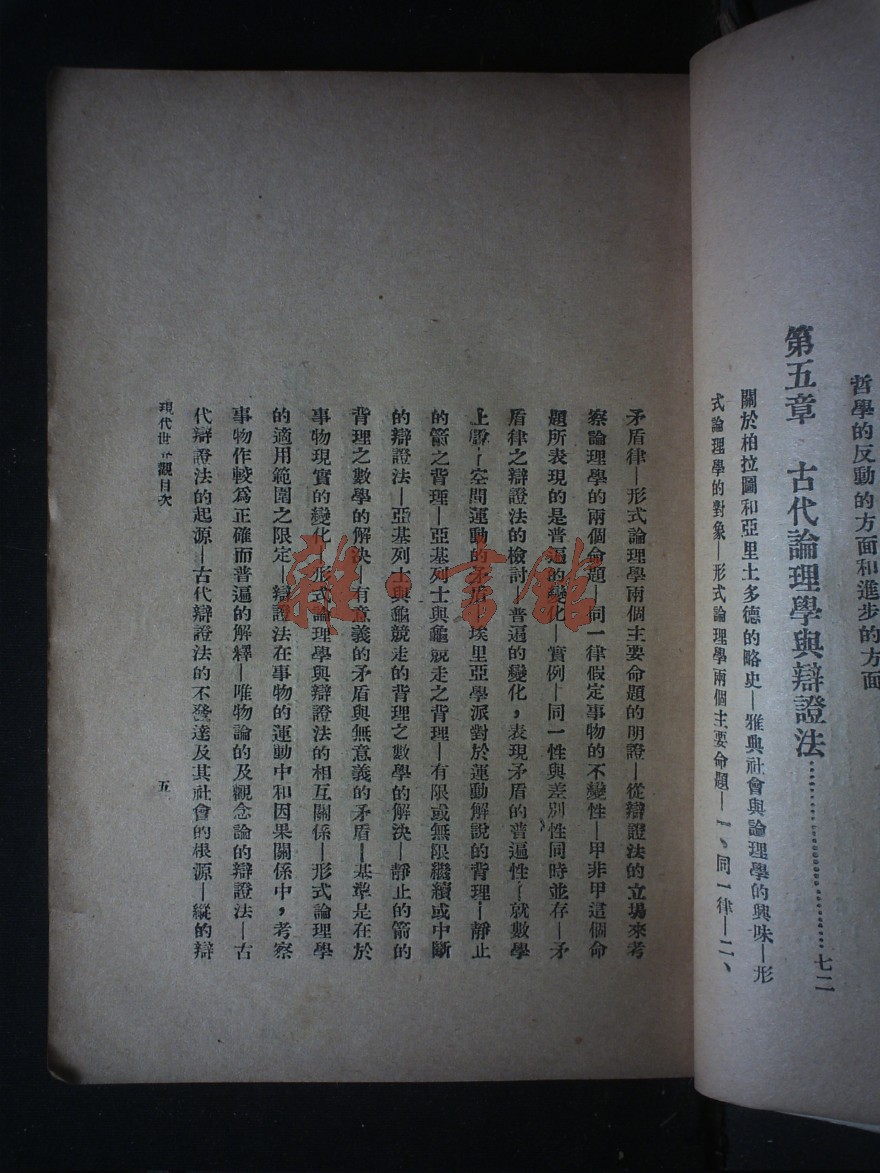 哲學的反動的方面和進步的方面
第五章　古代論理學與辯證法…………七二
關於柏拉圖和亞里士多德的略史—雅典社會與論理學的興味—形
式論理學的對象—形式論理學兩個主要命題—一、同一律—二、
矛盾律—形式論理學兩個主要命題的明證—從辯證法的立場來考
察論理學的兩個命題—同一律假定事物的不變性—甲非甲這個命
題所表現的是普遍的變化—實例—同一性與差別性同時並存—矛
盾律之辯證法的檢討—普遍的變化，表現矛盾的普遍性—就數學
上說—空間運動的矛盾—埃里亞學派對於運動解說的背理—靜止
的箭之背理—亞基列士與龜競走之背理—有限或無限繼續或中斷
的辯證法—亞基列士與龜競走的背理之數學的解決—靜止的箭的
背理之數學的解決—有意義的矛盾與無意義的矛盾—基準是在於
事物現實的變化—形式論理學與辯證法的相互關係—形式論理學
的適用範圍之限定—辯證法在事物的運動中和因果關係中，考察
事物作較為正確而普遍的解釋—唯物論的及觀念論的辯證法—古
代辯證法的起源—古代辯證法的不發達及其社會的根源—縱的辯
現代世界觀目次
五
雜·書館